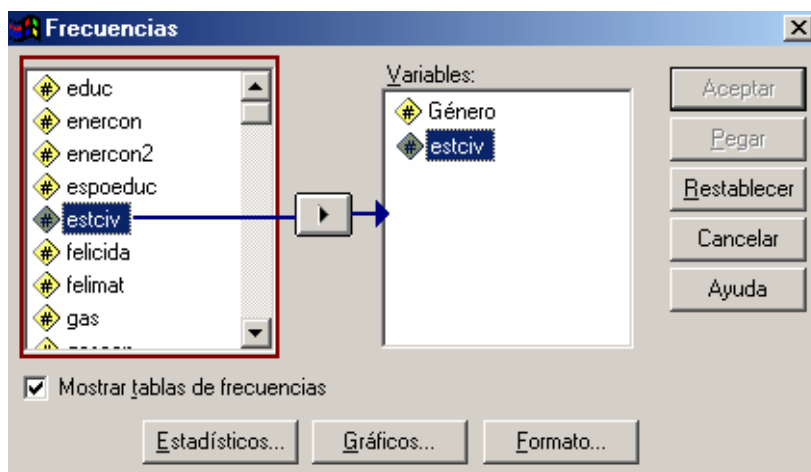 Frecuencias
educ
enercon
enercon2
espoeduc
estciv
felicida
felimat
gas
Variables:
Género
estciv
Aceptar
Pegar
Restablecer
Cancelar
Ayuda
Mostrar tablas de frecuencias
Estadísticos...
Gráficos...
Formato...